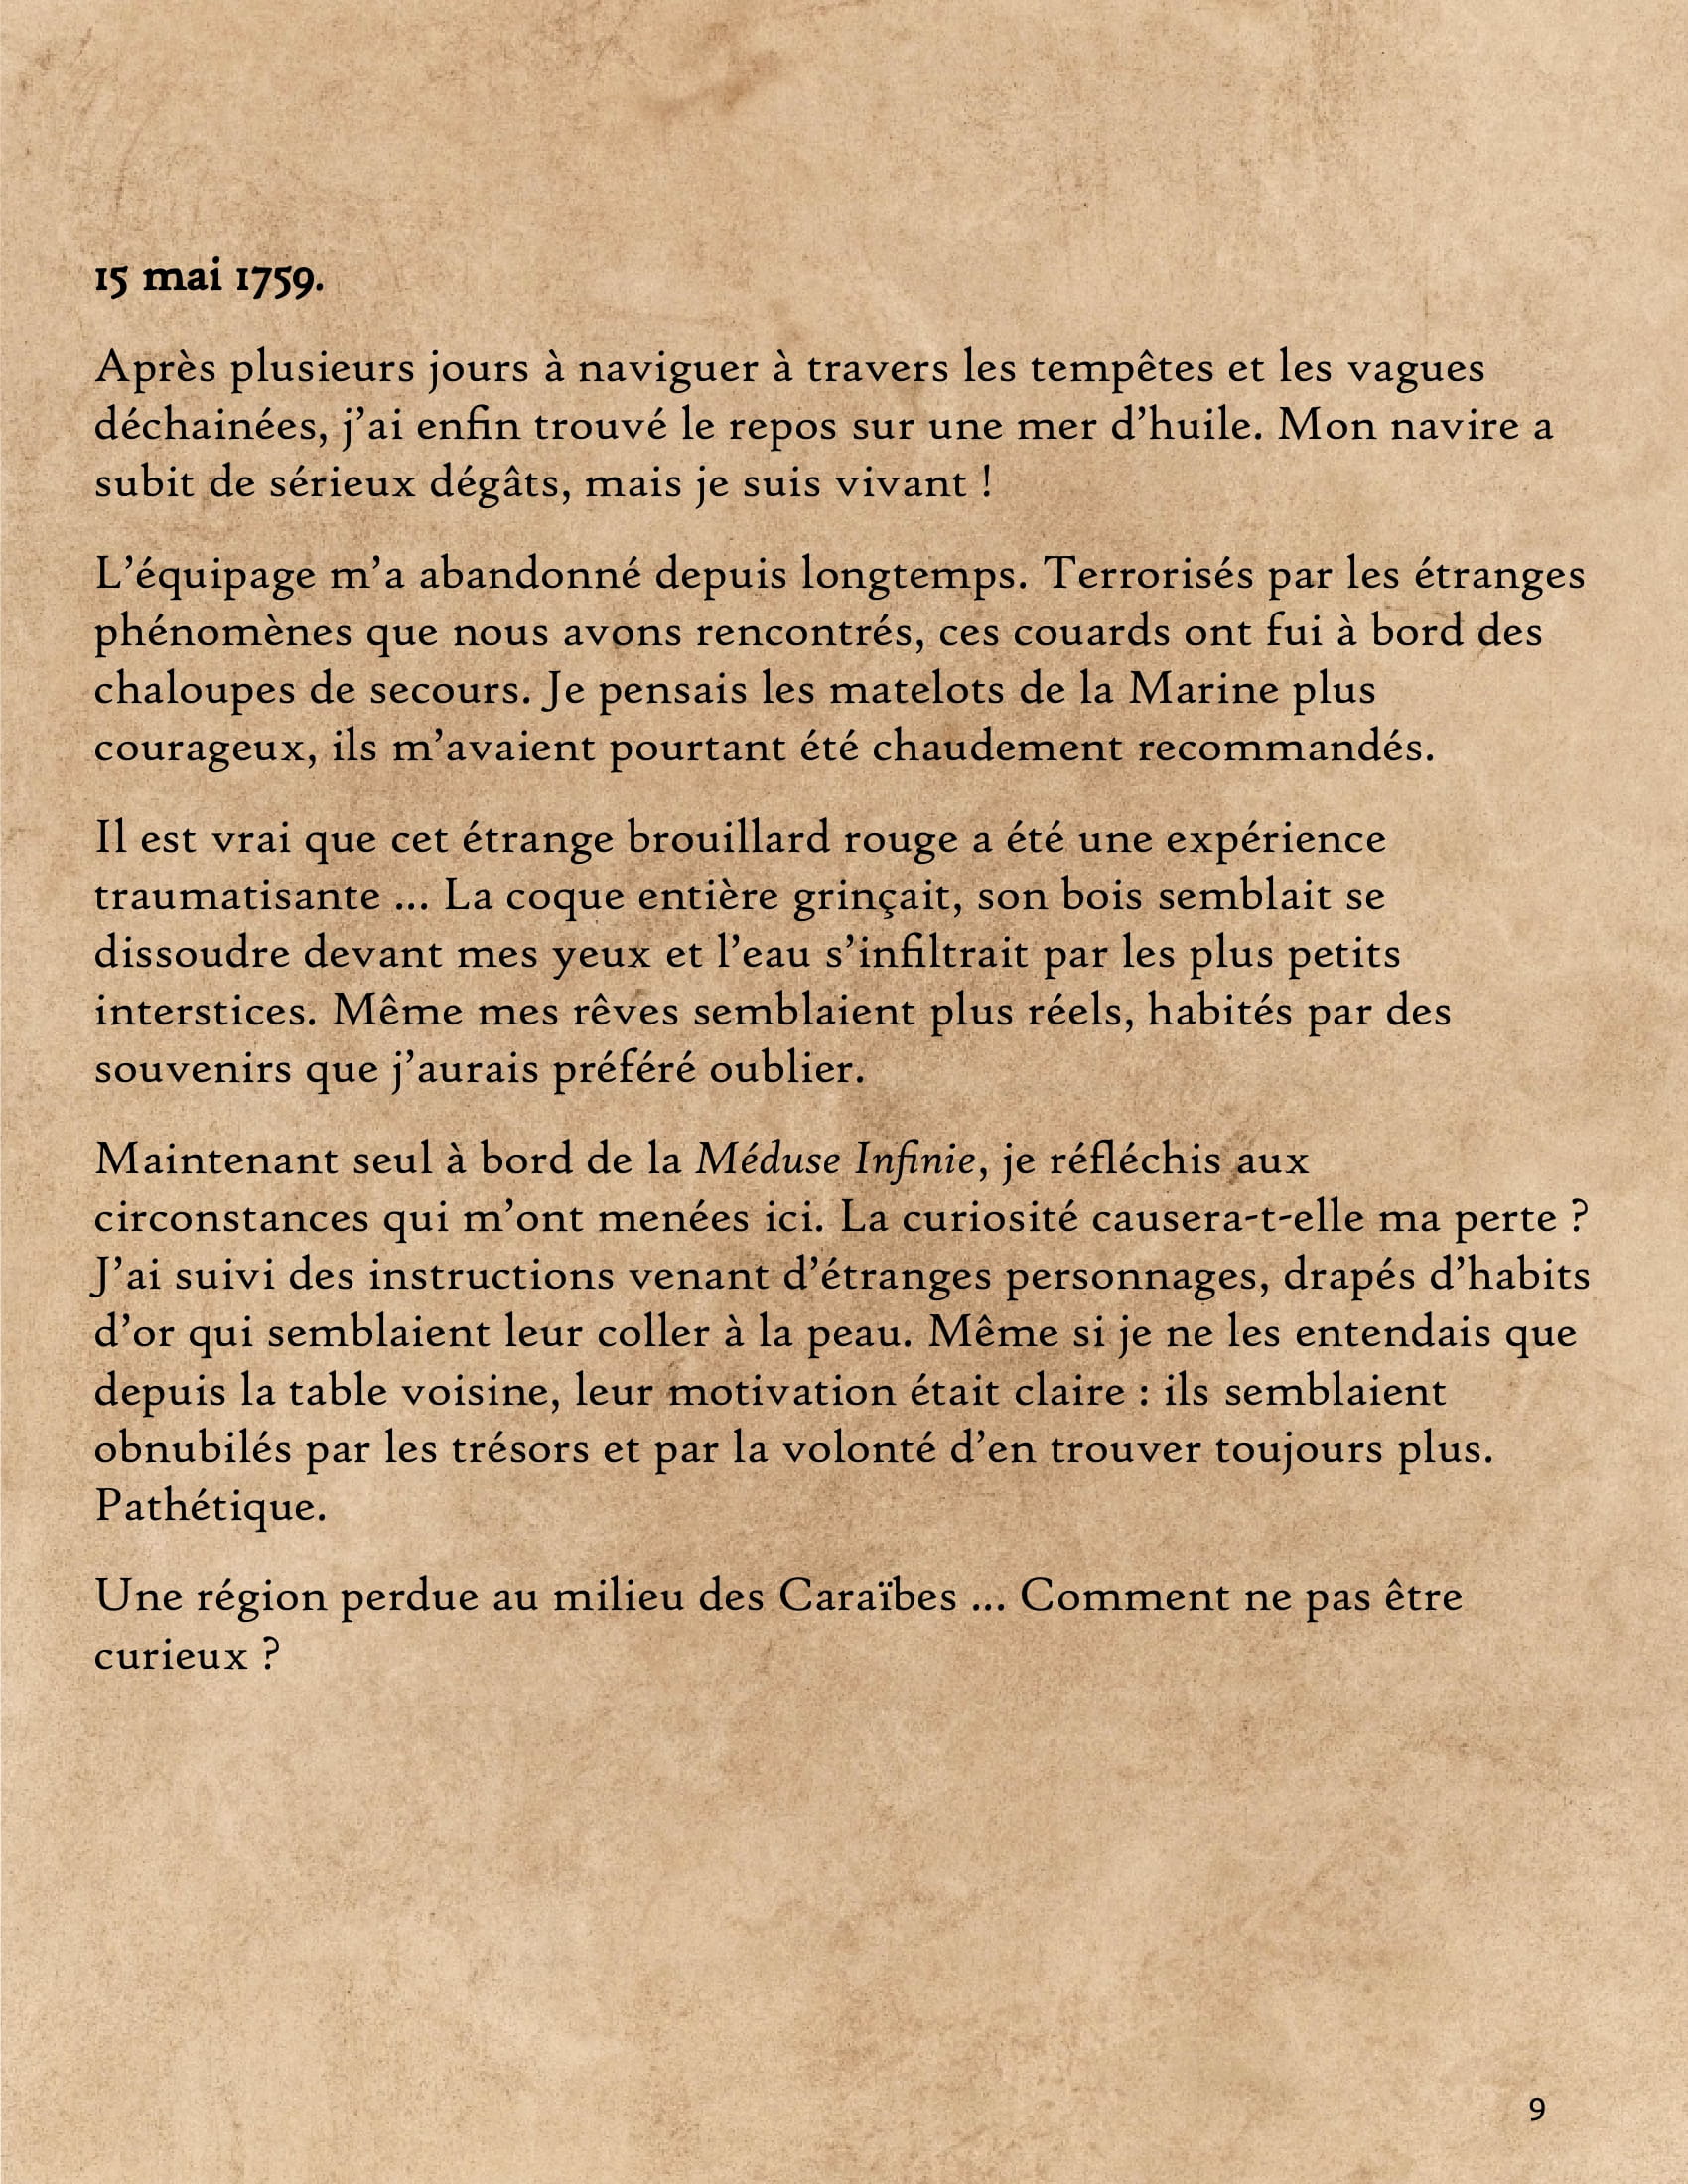 15 mai 1759.
Après plusieurs jours à naviguer à travers les tempêtes et les vagues
déchainées, j’ai enfin trouvé le repos sur une mer d’huile. Mon navire a
subit de sérieux dégâts, mais je suis vivant !
L’équipage m’a abandonné depuis longtemps. Terrorisés par les étranges
phénomènes que nous avons rencontrés, ces couards ont fui à bord des
chaloupes de secours. Je pensais les matelots de la Marine plus
courageux, ils m’avaient pourtant été chaudement recommandés.
Il est vrai que cet étrange brouillard rouge a été une expérience
traumatisante ... La coque entière grinçait, son bois semblait se
dissoudre devant mes yeux et l’eau s’infiltrait par les plus petits
interstices. Même mes rêves semblaient plus réels, habités par des
souvenirs que j’aurais préféré oublier.
Maintenant seul à bord de la Méduse Infinie, je réfléchis aux
circonstances qui m’ont menées ici. La curiosité causera-t-elle ma perte ?
J’ai suivi des instructions venant d’étranges personnages, drapés d’habits
d’or qui semblaient leur coller à la peau. Même si je ne les entendais que
depuis la table voisine, leur motivation était claire : ils semblaient
obnubilés par les trésors et par la volonté d’en trouver toujours plus.
Pathétique.
Une région perdue au milieu des Caraïbes ... Comment ne pas être
curieux ?
9